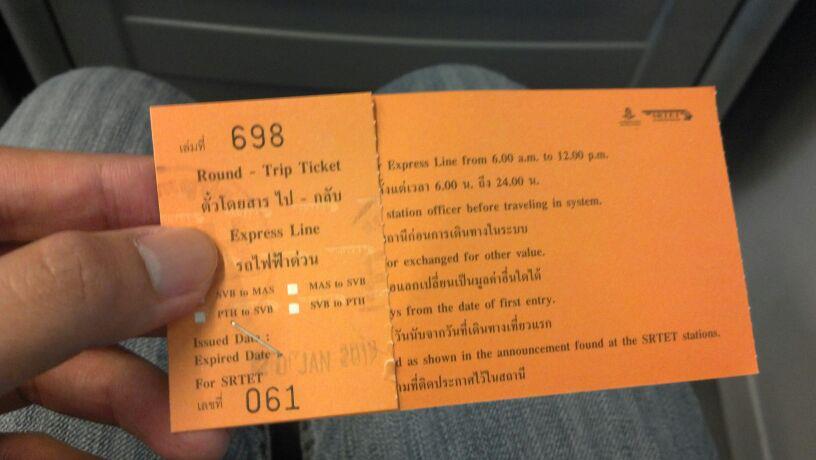 เล่มที่ 698
Round - Trip Ticket
ตั๋วโดยสาร ไป - กลับ
Express Line
รถไฟฟ้าด่วน
SVB to MAS MAS to SVB
PTH to SVB SVB to PTH
Issued Date :
Expired Date :
For SRTET
เลขที่ 061
SRTET
Express Line from 6.00 a.m. to 12.00 p.m.
ตั้งแต่เวลา 6.00 น. ถึง 24.00 น.
station officer before traveling in system.
ถานีก่อนการเดินทางในระบบ
or exchanged for other value.
อแลกเปลี่ยนเป็นมูลค่าอื่นใดได้
ys from the date of first entry.
วันนับจากวันที่เดินทางเที่ยวแรก
d as shown in the announcement found at the SRTET stations.
ามที่ติดประกาศไว้ในสถานี